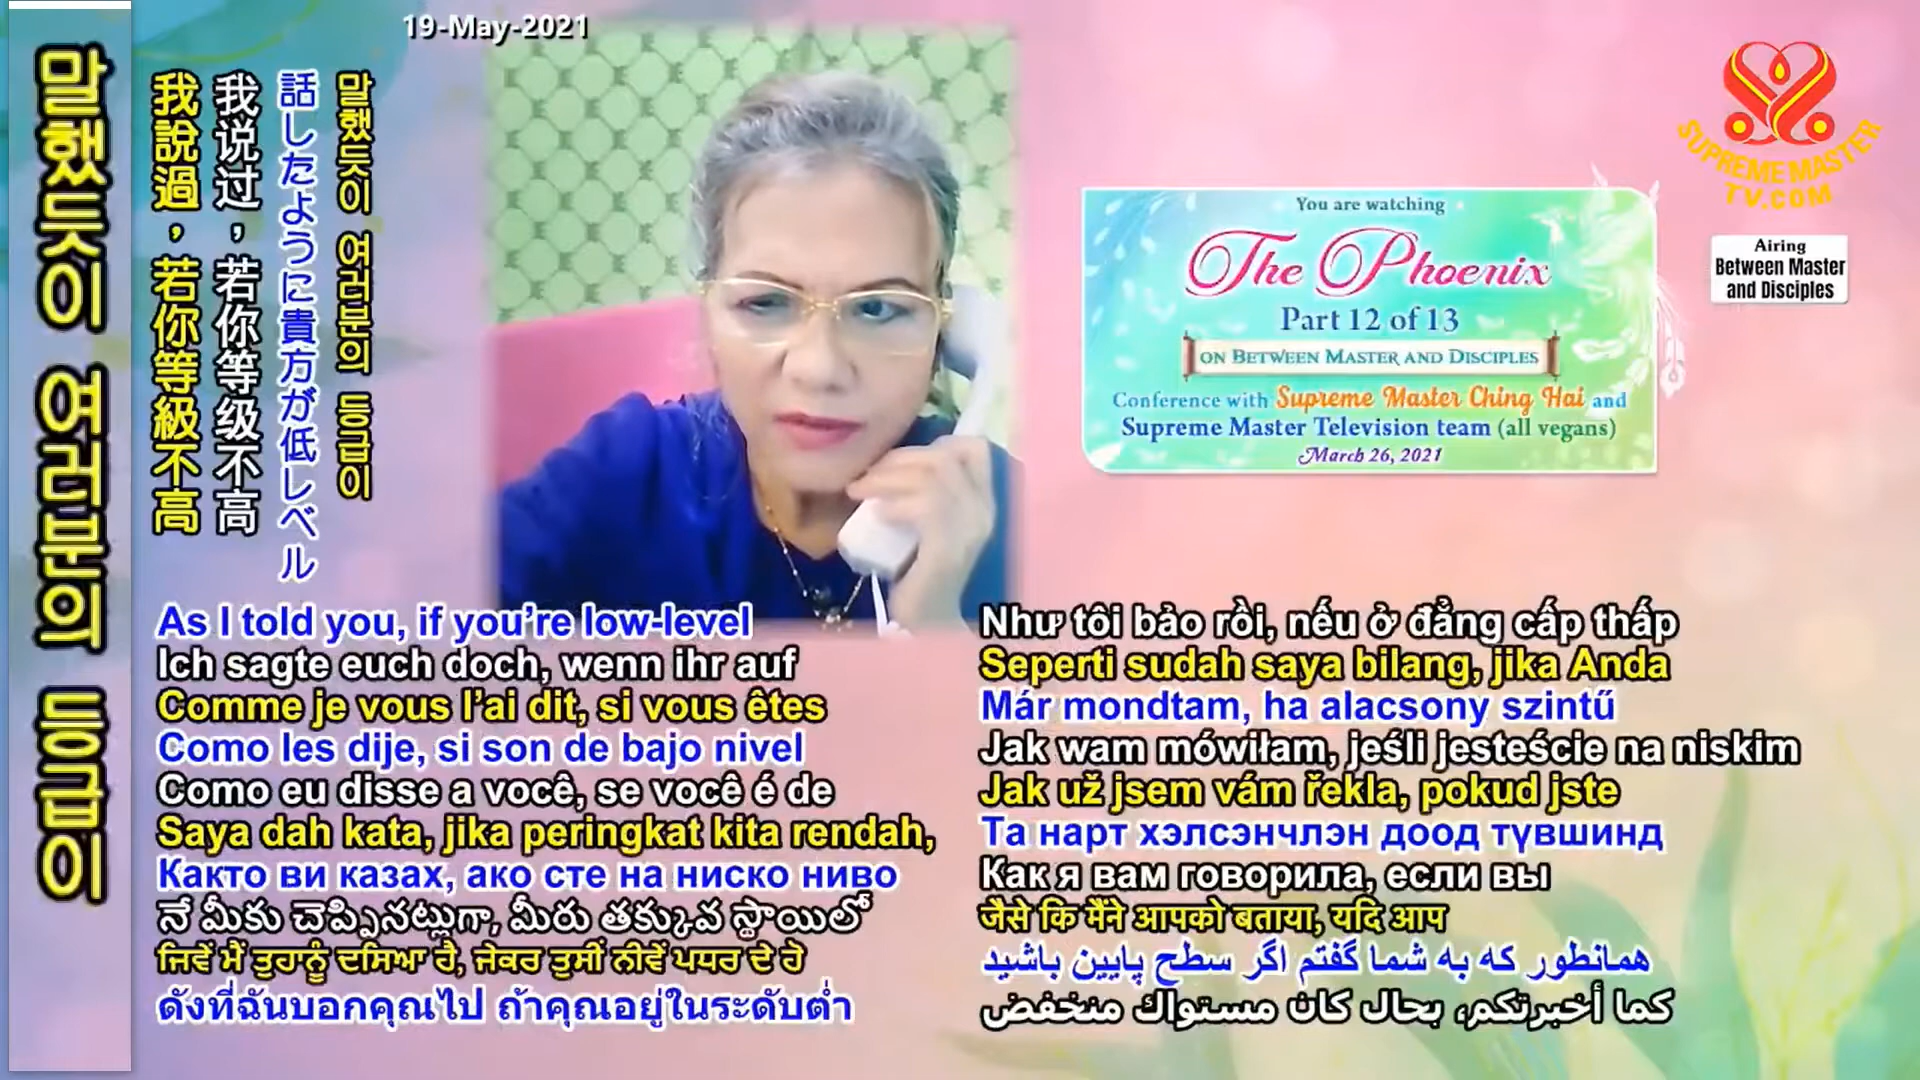 19-May-2021
말했듯이 여러분의 등급이
我說過，若你等級不高
我说过，若你等级不高
話したように貴方が低レベル
말했듯이 여러분의 등급이
SUPREME MASTER
TV.COM
Airing
Between Master
and Disciples
You are watching
The Phoenix
Part 12 of 13
ON BETWEEN MASTER AND DISCIPLES
Conference with Supreme Master Ching Hai and
Supreme Master Television team (all vegans)
March 26, 2021
As I told you, if you’re low-level
Ich sagte euch doch, wenn ihr auf
Comme je vous l’ai dit, si vous êtes
Como les dije, si son de bajo nivel
Como eu disse a você, se você é de
Saya dah kata, jika peringkat kita rendah,
Както ви казах, ако сте на ниско ниво
నే మీకు చెప్పినట్లుగా, మీరు తక్కువ స్థాయిలో
ਜਿਵੇਂ ਮੈਂ ਤੁਹਾਨੂੰ ਦਸਿਆ ਹੈ, ਜੇਕਰ ਤੁਸੀਂ ਨੀਵੇਂ ਪਧਰ ਦੇ ਹੋ
ดังที่ฉันบอกคุณไป ถ้าคุณอยู่ในระดับต่ำ
Như tôi bảo rồi, nếu ở đẳng cấp thấp
Seperti sudah saya bilang, jika Anda
Már mondtam, ha alacsony szintű
Jak wam mówiłam, jeśli jesteście na niskim
Jak už jsem vám řekla, pokud jste
Та нарт хэлсэнчлэн доод түвшинд
Как я вам говорила, если вы
जैसे कि मैंने आपको बताया, यदि आप
همانطور که به شما گفتم اگر سطح پایین باشید
كما أخبرتكم، بحال كان مستواك منخفض